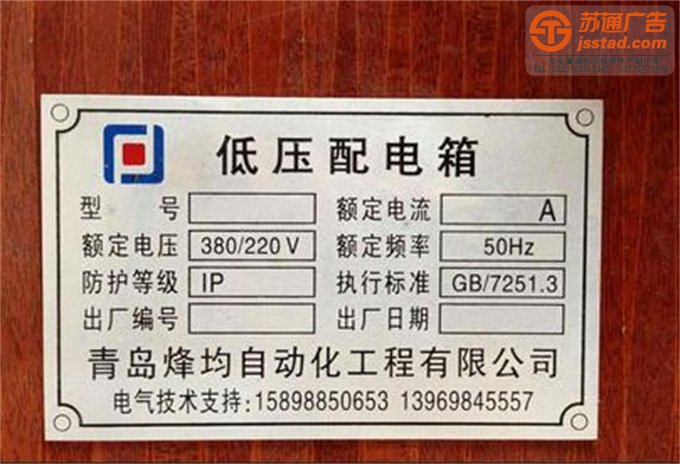 苏通广告
jsstad.com
低压配电箱
型 号 额定电流 A
额定电压 380/220 V 额定频率 50Hz
防护等级 IP 执行标准 GB/7251.3
出厂编号 出厂日期
青岛烽均自动化工程有限公司
电气技术支持:15898850653 13969845557